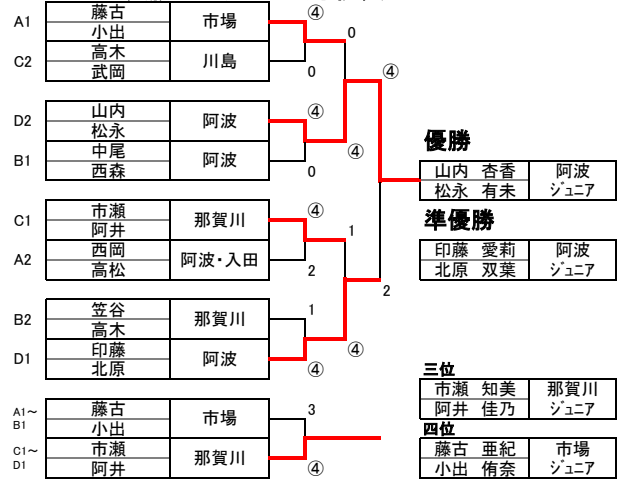 A1 藤古 市場 ④
小出
0
C2 高木 川島
武岡 0
④
D2 山内 阿波 ④
松永
④
B1 中尾 阿波
西森 0
優勝
山内 杏香 阿波
松永 有未 ジュニア
C1 市瀬 那賀川 ④
阿井
1
A2 西岡 阿波・入田
高松 2
準優勝
印藤 愛莉 阿波
北原 双葉 ジュニア
2
B2 笠谷 那賀川 1
高木
④
D1 印藤 阿波
北原 ④
三位
市瀬 知美 那賀川
阿井 佳乃 ジュニア
A1～
B1
藤古 市場 3
小出
C1～
D1
市瀬 那賀川
阿井 ④
四位
藤古 亜紀 市場
小出 侑奈 ジュニア